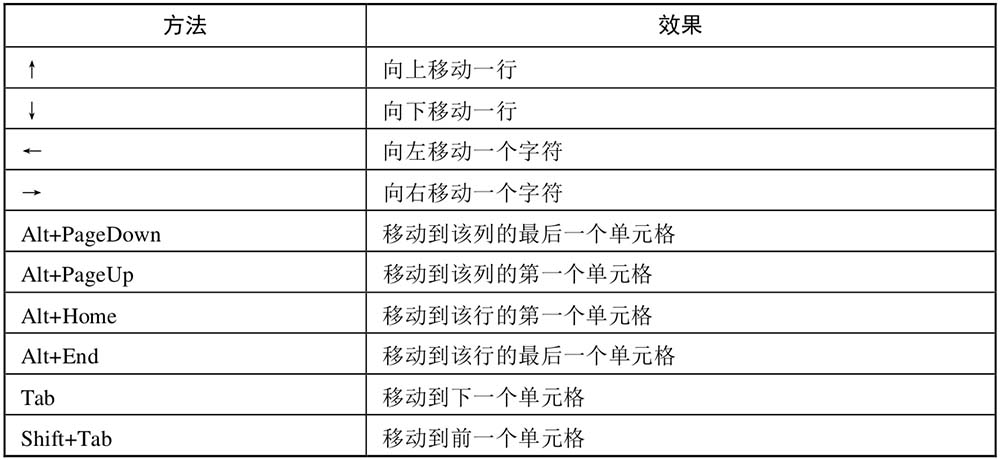 方法 效果
↑ 向上移动一行
↓ 向下移动一行
← 向左移动一个字符
→ 向右移动一个字符
Alt+PageDown 移动到该列的最后一个单元格
Alt+PageUp 移动到该列的第一个单元格
Alt+Home 移动到该行的第一个单元格
Alt+End 移动到该行的最后一个单元格
Tab 移动到下一个单元格
Shift+Tab 移动到前一个单元格